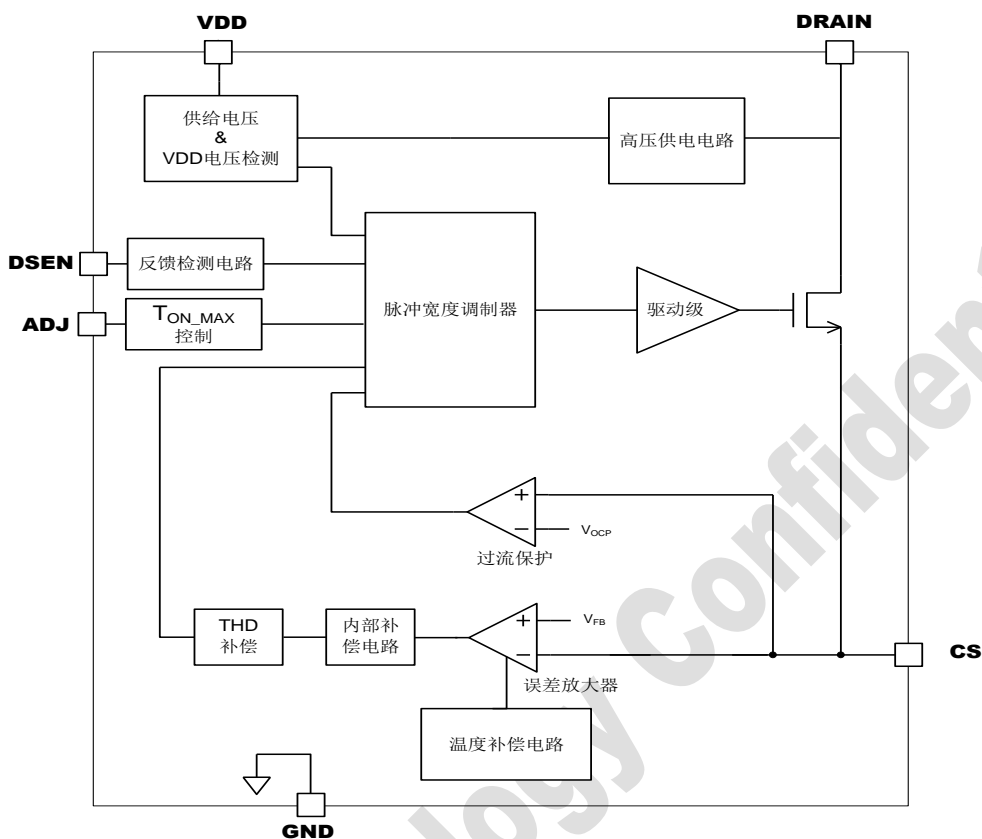 VDD
DRAIN
供给电压
&
VDD电压检测
高压供电电路
DSEN
反馈检测电路
ADJ
TON_MAX
控制
脉冲宽度调制器
驱动级
+
−
VOCP
过流保护
THD
补偿
内部补
偿电路
+
−
VFB
误差放大器
CS
温度补偿电路
GND
ology Confident